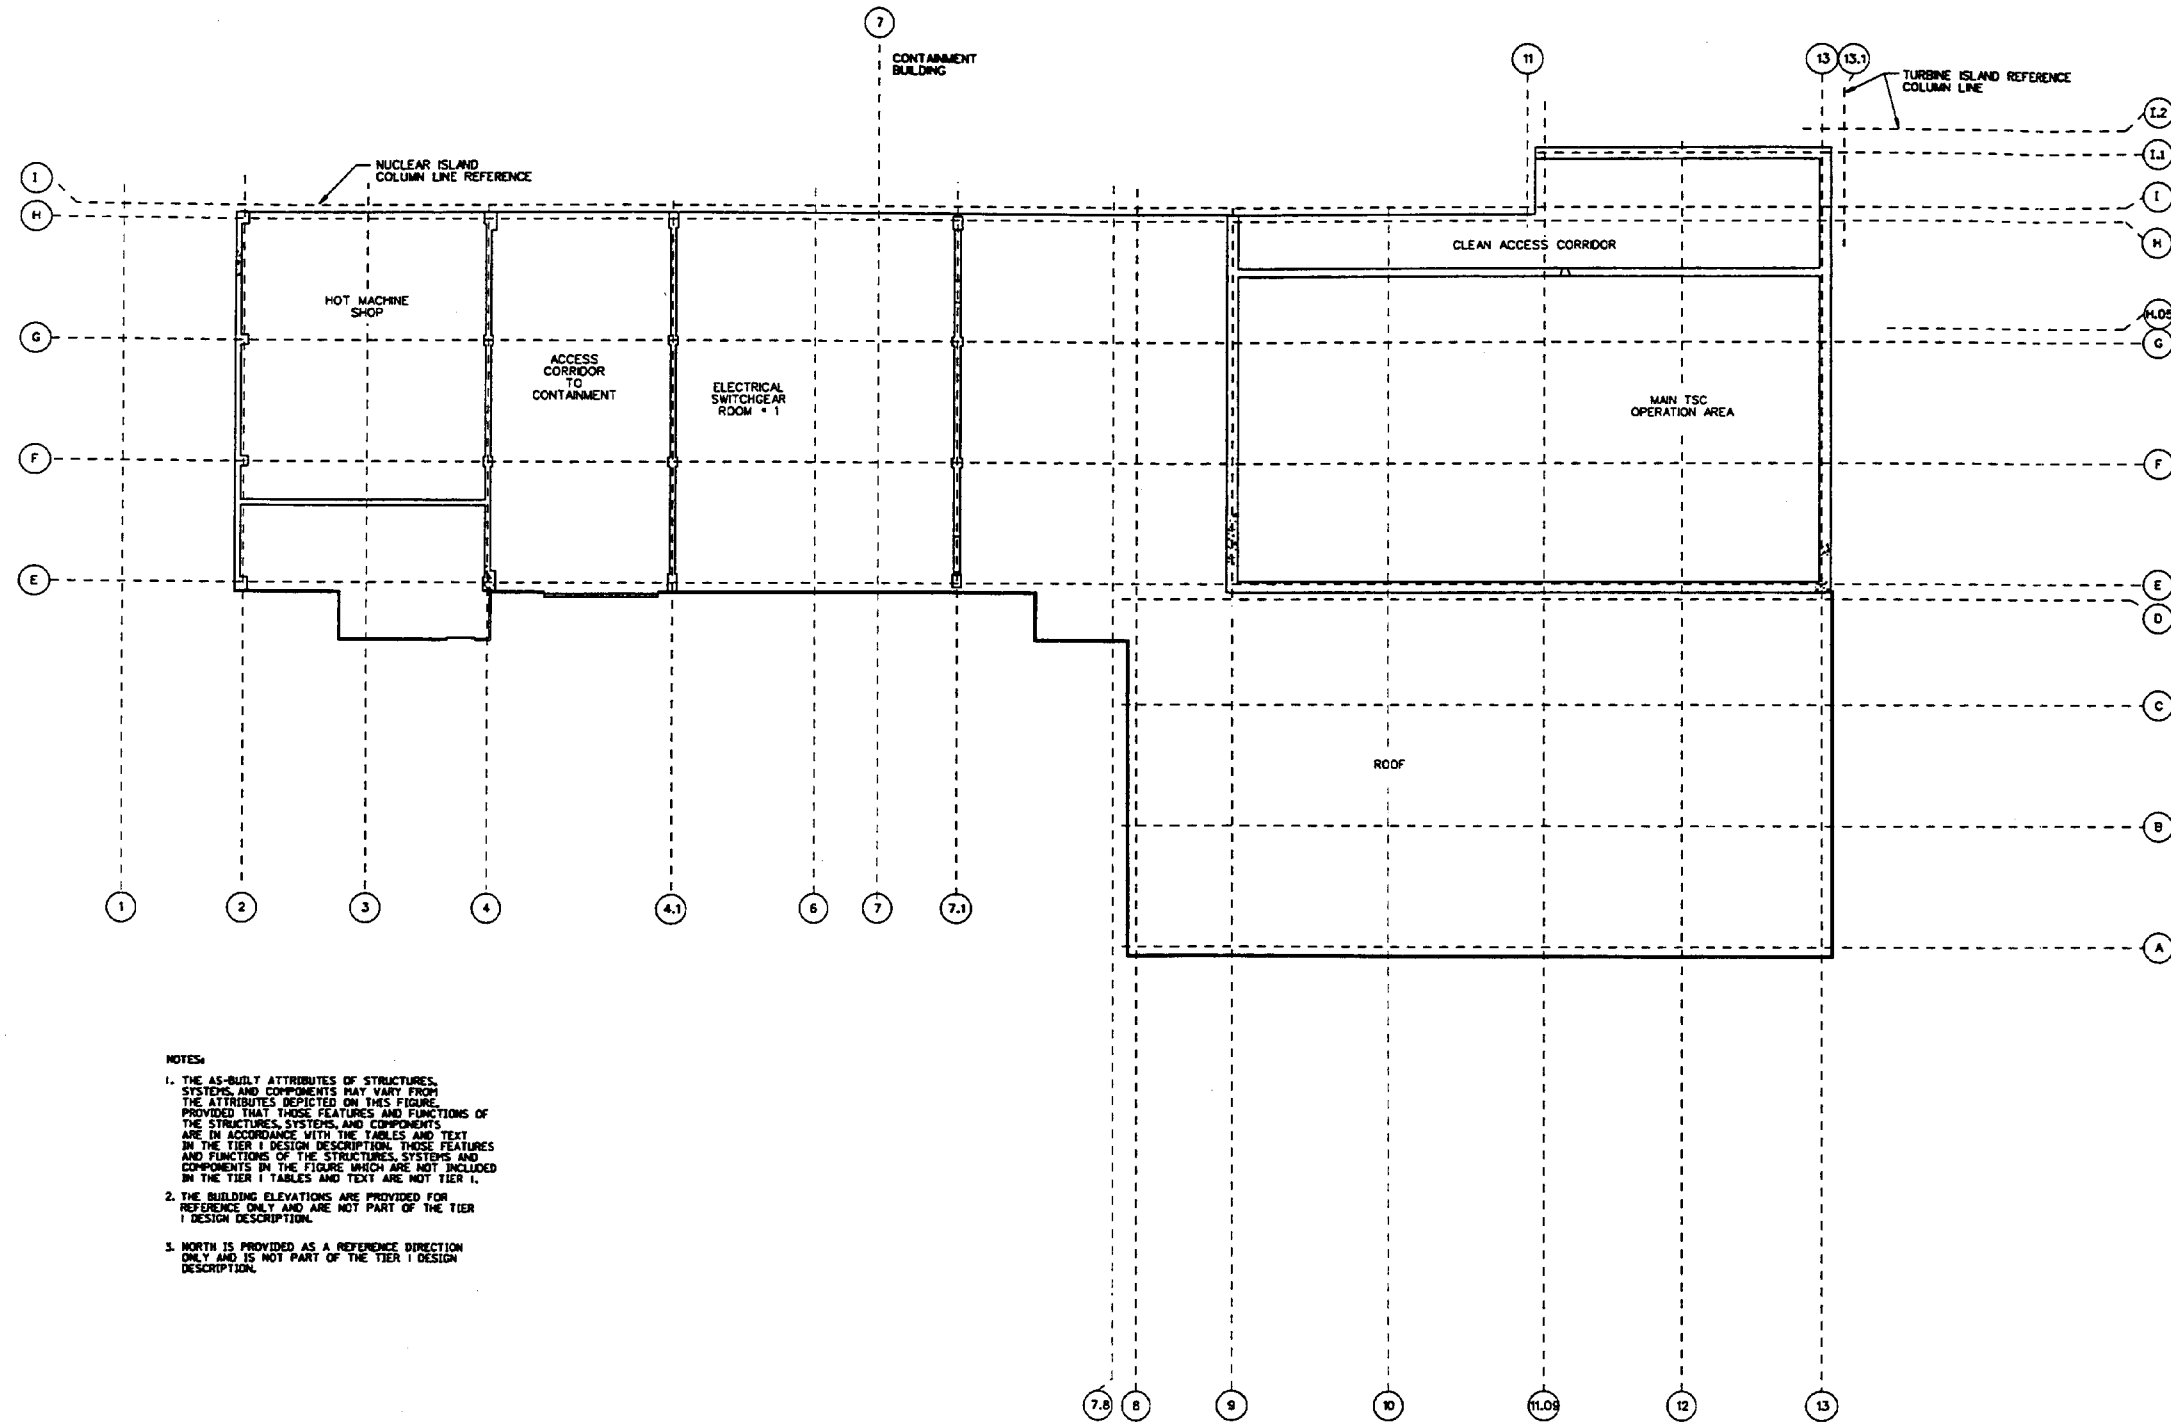 7
CONTAINMENT
BUILDING
11
13
13.1
TURBINE ISLAND REFERENCE
COLUMN LINE
I.2
I.1
NUCLEAR ISLAND
COLUMN LINE REFERENCE
I
I
H
H
CLEAN ACCESS CORRIDOR
HOT MACHINE
SHOP
H.05
G
G
ACCESS
CORRIDOR
TO
CONTAINMENT
ELECTRICAL
SWITCHGEAR
ROOM # 1
MAIN TSC
OPERATION AREA
F
F
E
E
D
C
ROOF
B
1
2
3
4
4.1
6
7
7.1
A
NOTES:
1. THE AS-BUILT ATTRIBUTES OF STRUCTURES,
SYSTEMS, AND COMPONENTS MAY VARY FROM
THE ATTRIBUTES DEPICTED ON THIS FIGURE,
PROVIDED THAT THOSE FEATURES AND FUNCTIONS OF
THE STRUCTURES, SYSTEMS, AND COMPONENTS
ARE IN ACCORDANCE WITH THE TABLES AND TEXT
IN THE TIER 1 DESIGN DESCRIPTION. THOSE FEATURES
AND FUNCTIONS OF THE STRUCTURES, SYSTEMS AND
COMPONENTS IN THE FIGURE WHICH ARE NOT INCLUDED
IN THE TIER 1 TABLES AND TEXT ARE NOT TIER 1.
2. THE BUILDING ELEVATIONS ARE PROVIDED FOR
REFERENCE ONLY AND ARE NOT PART OF THE TIER
1 DESIGN DESCRIPTION.
3. NORTH IS PROVIDED AS A REFERENCE DIRECTION
ONLY AND IS NOT PART OF THE TIER 1 DESIGN
DESCRIPTION.
7.8
8
9
10
11.09
12
13